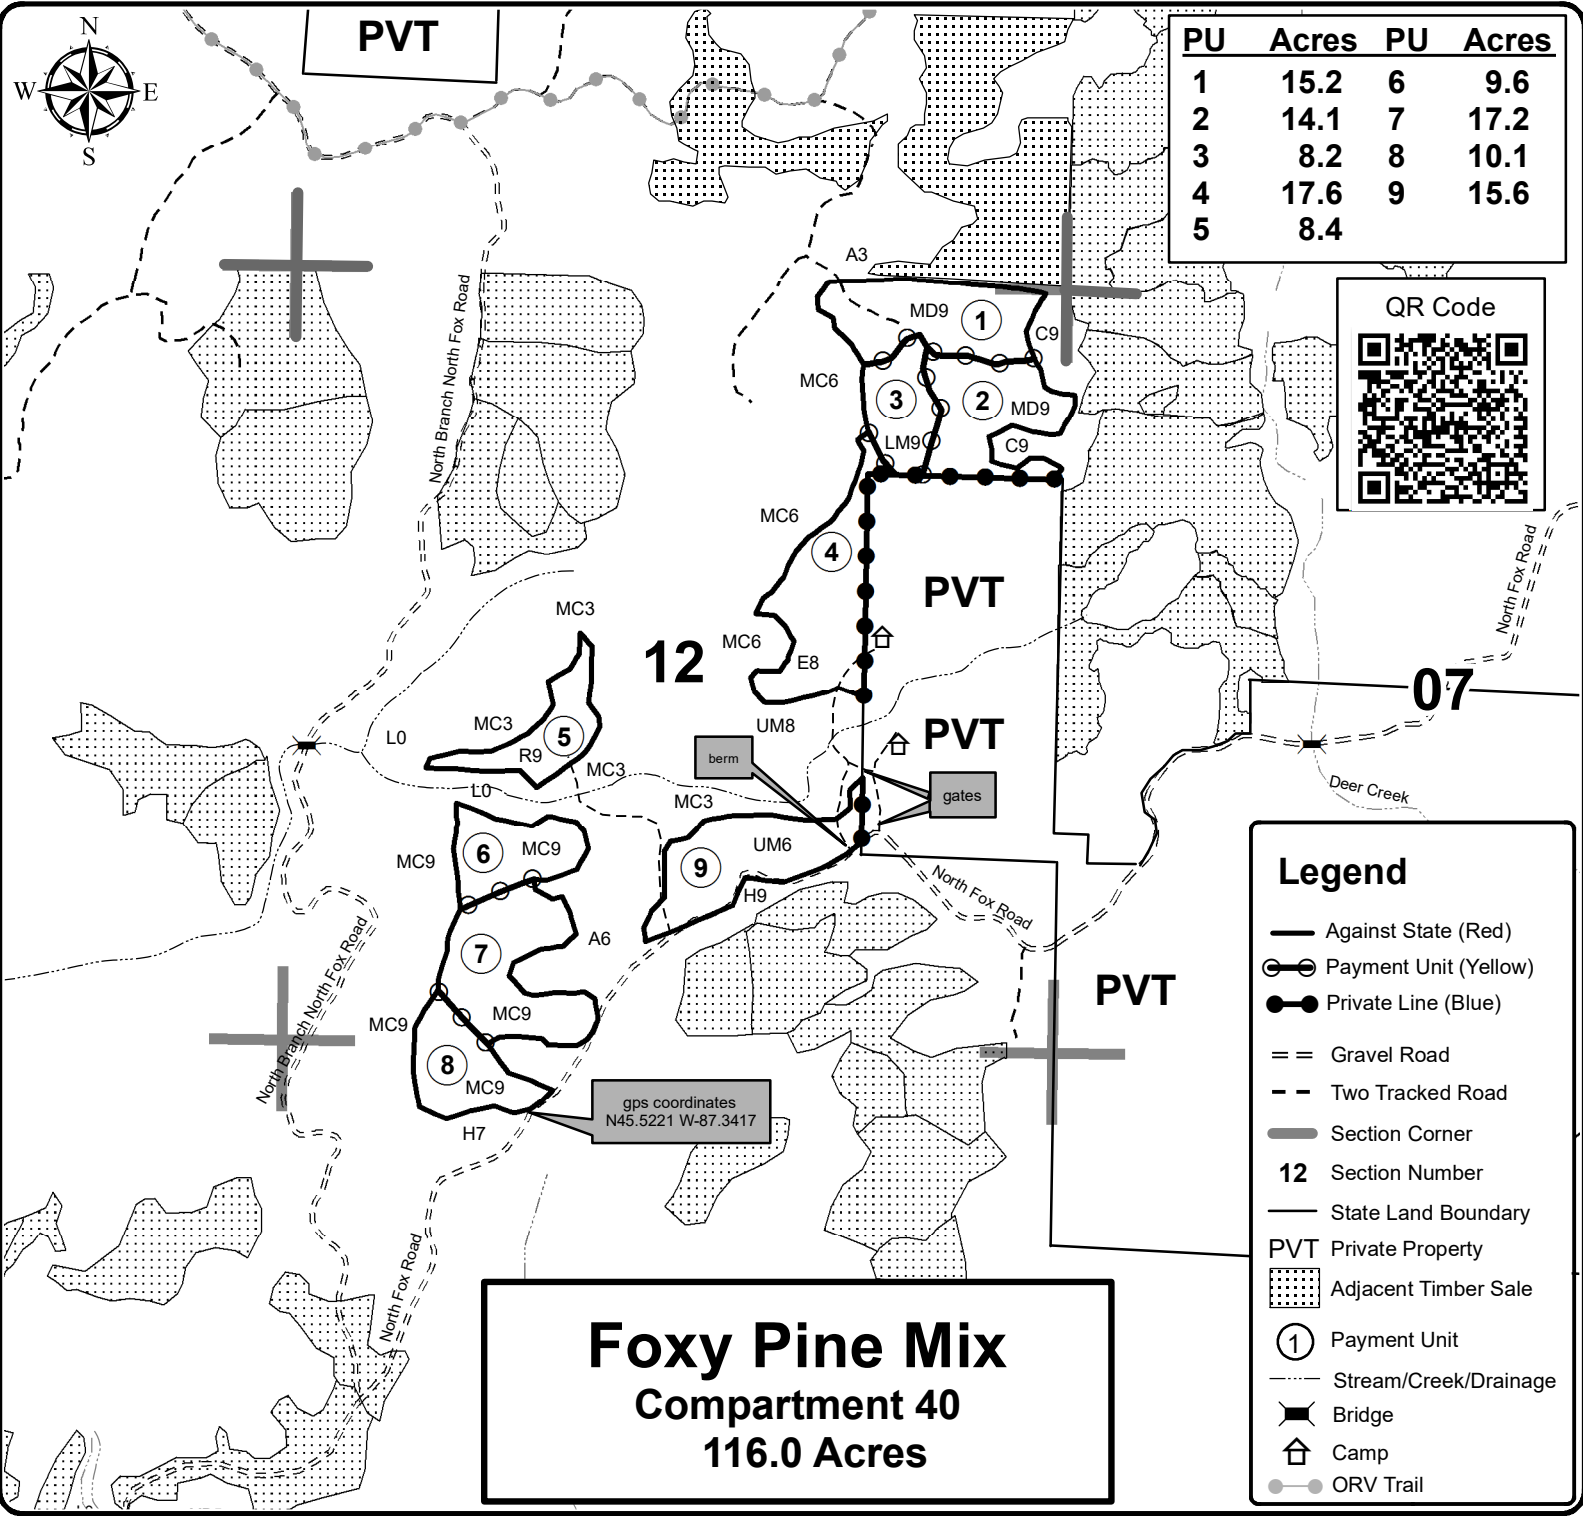 PVT
N
W E
S
PU Acres PU Acres
1 15.2 6 9.6
2 14.1 7 17.2
3 8.2 8 10.1
4 17.6 9 15.6
5 8.4
QR Code
A3
MD9
1
C9
MC6
3
2
MD9
LM9
C9
North Branch North Fox Road
MC6
4
PVT
North Fox Road
MC3
12
MC6
E8
07
L0
MC3
5
R9
MC3
UM8
PVT
berm
gates
Deer Creek
L0
MC3
MC9
6
MC9
UM6
9
H9
North Fox Road
7
A6
North Branch North Fox Road
MC9
MC9
PVT
8
MC9
gps coordinates
N45.5221 W-87.3417
H7
North Fox Road
Legend
Against State (Red)
Payment Unit (Yellow)
Private Line (Blue)
Gravel Road
Two Tracked Road
Section Corner
12 Section Number
State Land Boundary
PVT Private Property
Adjacent Timber Sale
1 Payment Unit
Stream/Creek/Drainage
Bridge
Camp
ORV Trail
Foxy Pine Mix
Compartment 40
116.0 Acres